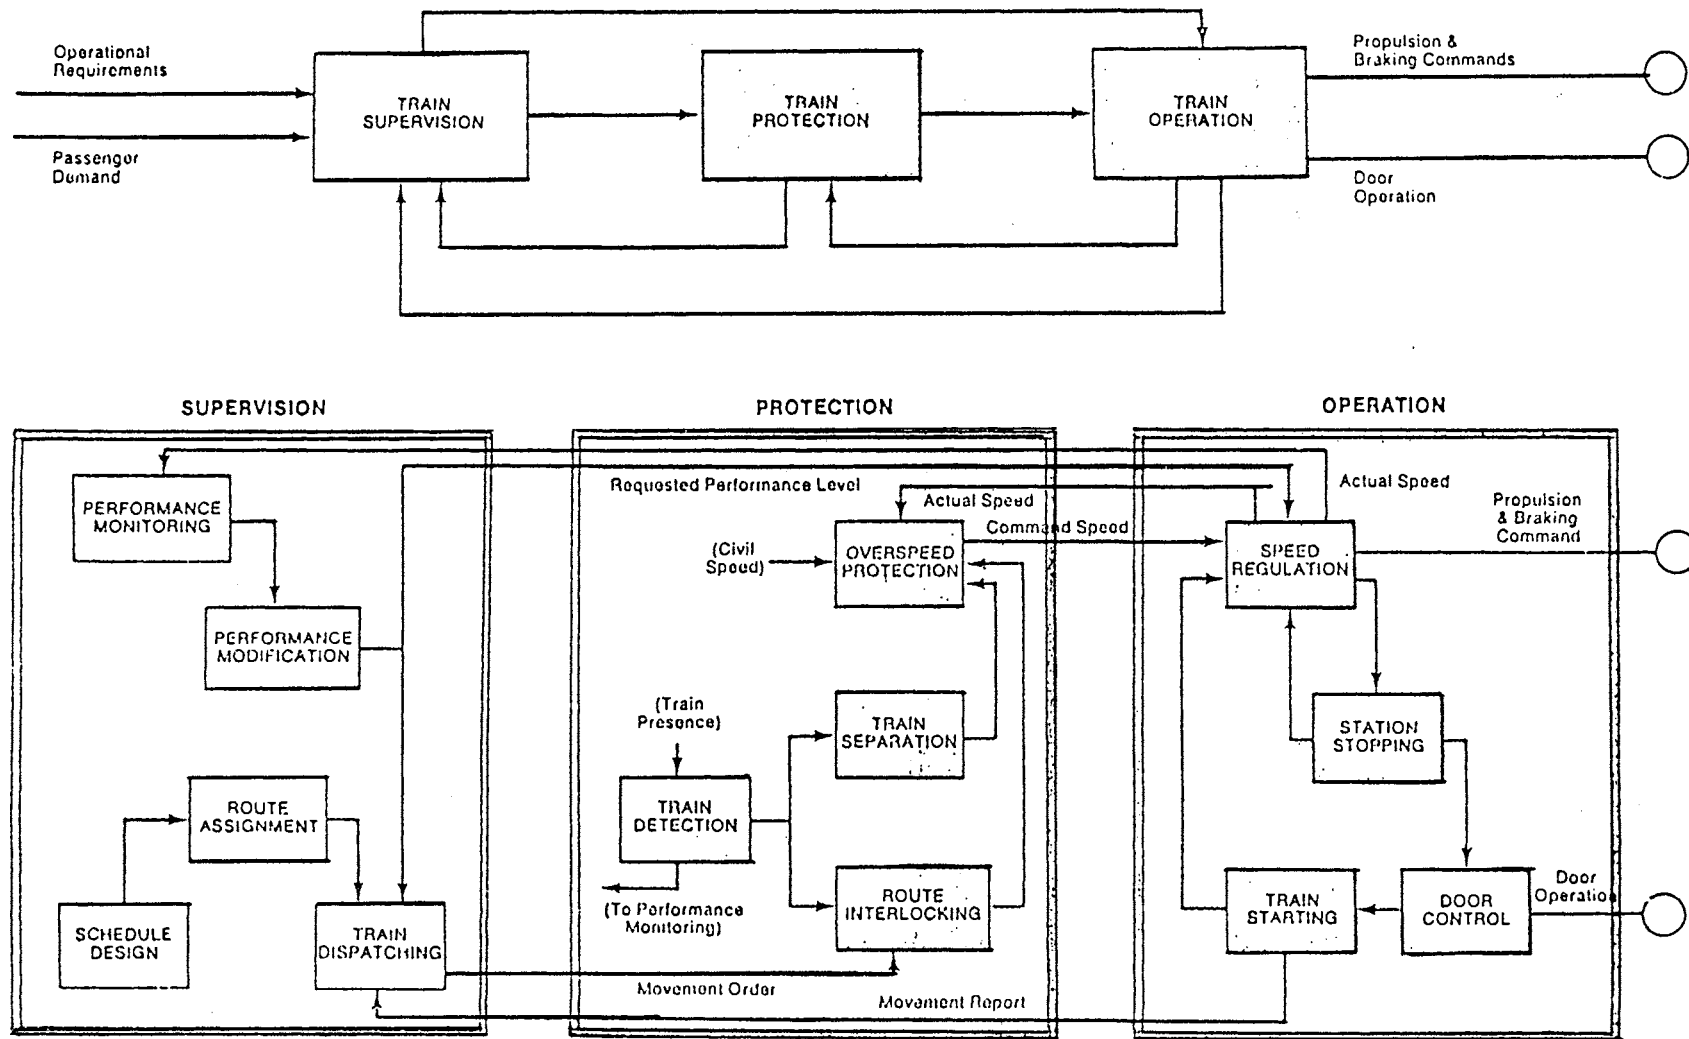 Operational
Requirements
Passenger
Demand
TRAIN
SUPERVISION
TRAIN
PROTECTION
TRAIN
OPERATION
Propulsion &
Braking Commands
Door
Operation
SUPERVISION
PROTECTION
OPERATION
PERFORMANCE
MONITORING
PERFORMANCE
MODIFICATION
ROUTE
ASSIGNMENT
SCHEDULE
DESIGN
TRAIN
DISPATCHING
Requested Performance Level
Actual Speed
Command Speed
(Civil
Speed)
OVERSPEED
PROTECTION
(Train
Presence)
TRAIN
SEPARATION
TRAIN
DETECTION
(To Performance
Monitoring)
ROUTE
INTERLOCKING
Movement Order
Movement Report
Actual Speed
Propulsion
& Braking
Command
SPEED
REGULATION
STATION
STOPPING
TRAIN
STARTING
DOOR
CONTROL
Door
Operation